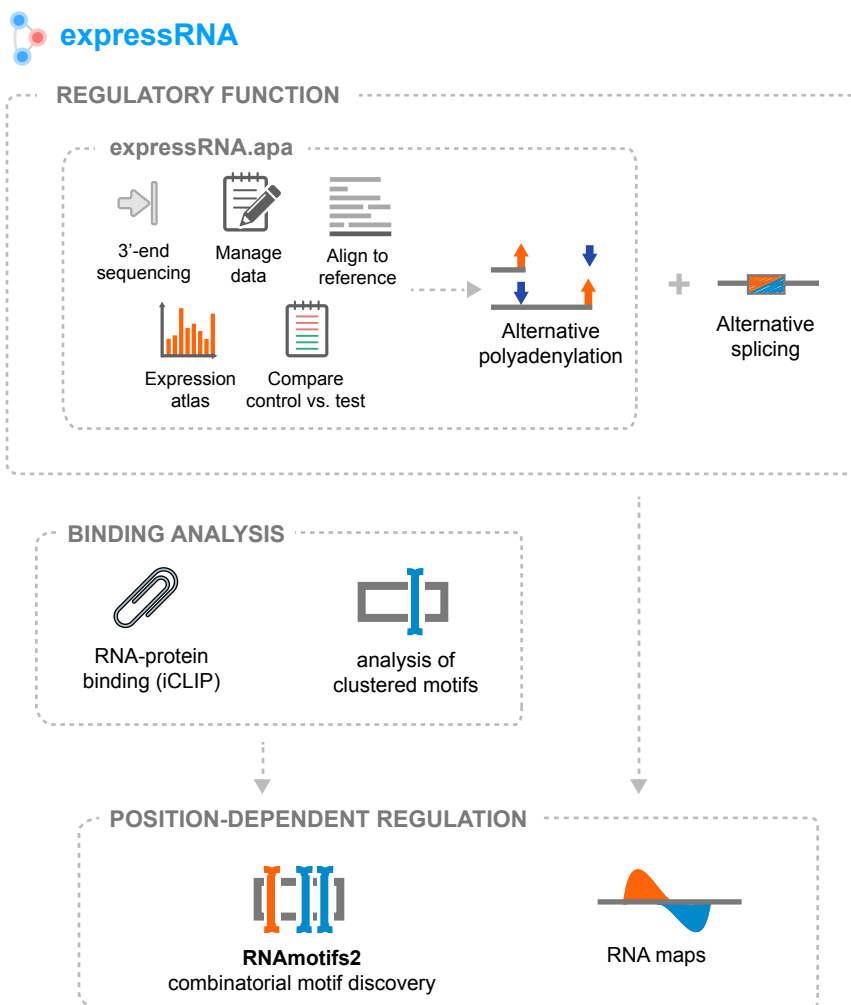 expressRNA
REGULATORY FUNCTION
expressRNA.apa
3'-end
sequencing
Manage
data
Align to
reference
Expression
atlas
Compare
control vs. test
Alternative
polyadenylation
+
Alternative
splicing
BINDING ANALYSIS
RNA-protein
binding (iCLIP)
analysis of
clustered motifs
POSITION-DEPENDENT REGULATION
RNAmotifs2
combinatorial motif discovery
RNA maps